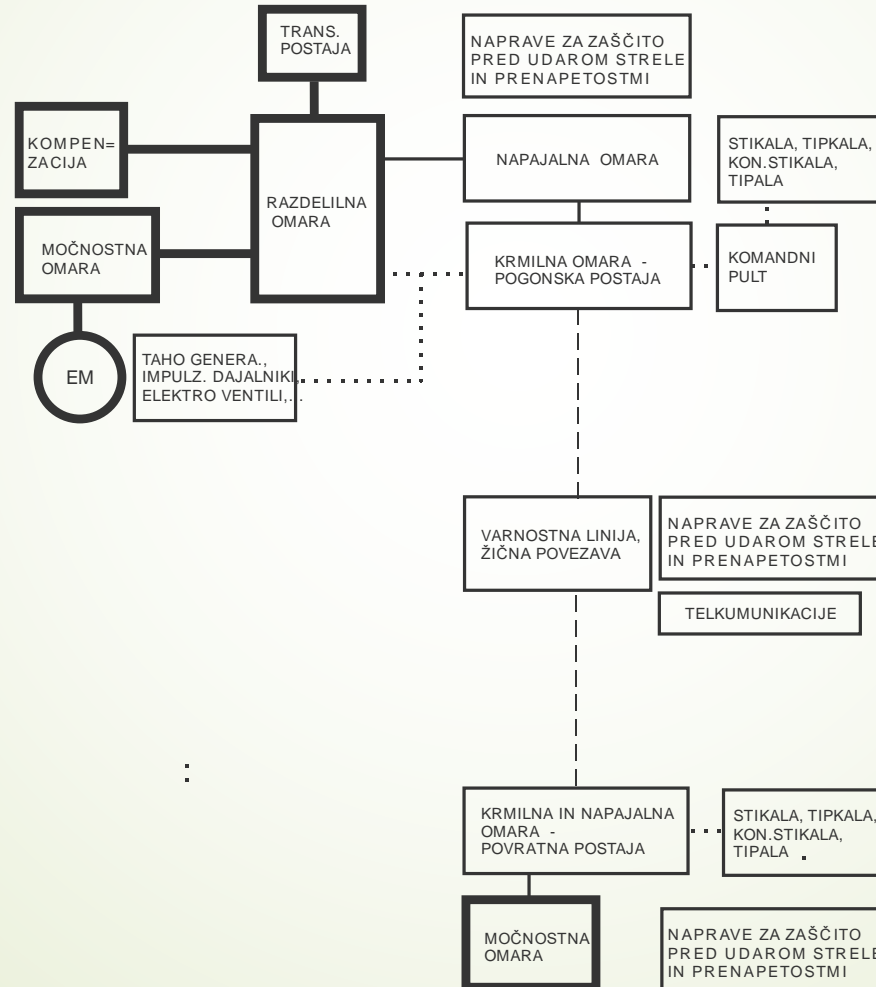 TRANS.
POSTAJA
NAPRAVE ZA ZAŠČITO
PRED UDAROM STRELE
IN PRENAPETOSTMI
KOMPEN=
ZACIJA
RAZDELILNA
OMARA
NAPAJALNA OMARA
STIKALA, TIPKALA,
KON.STIKALA,
TIPALA
MOČNOSTNA
OMARA
KRMILNA OMARA -
POGONSKA POSTAJA
KOMANDNI
PULT
EM
TAHO GENERA.,
IMPULZ. DAJALNIKI,
ELEKTRO VENTILI,...
VARNOSTNA LINIJA,
ŽIČNA POVEZAVA
NAPRAVE ZA ZAŠČITO
PRED UDAROM STRELE
IN PRENAPETOSTMI
TELKUMUNIKACIJE
:
KRMILNA IN NAPAJALNA
OMARA -
POVRATNA POSTAJA
STIKALA, TIPKALA,
KON.STIKALA,
TIPALA .
MOČNOSTNA
OMARA
NAPRAVE ZA ZAŠČITO
PRED UDAROM STRELE
IN PRENAPETOSTMI